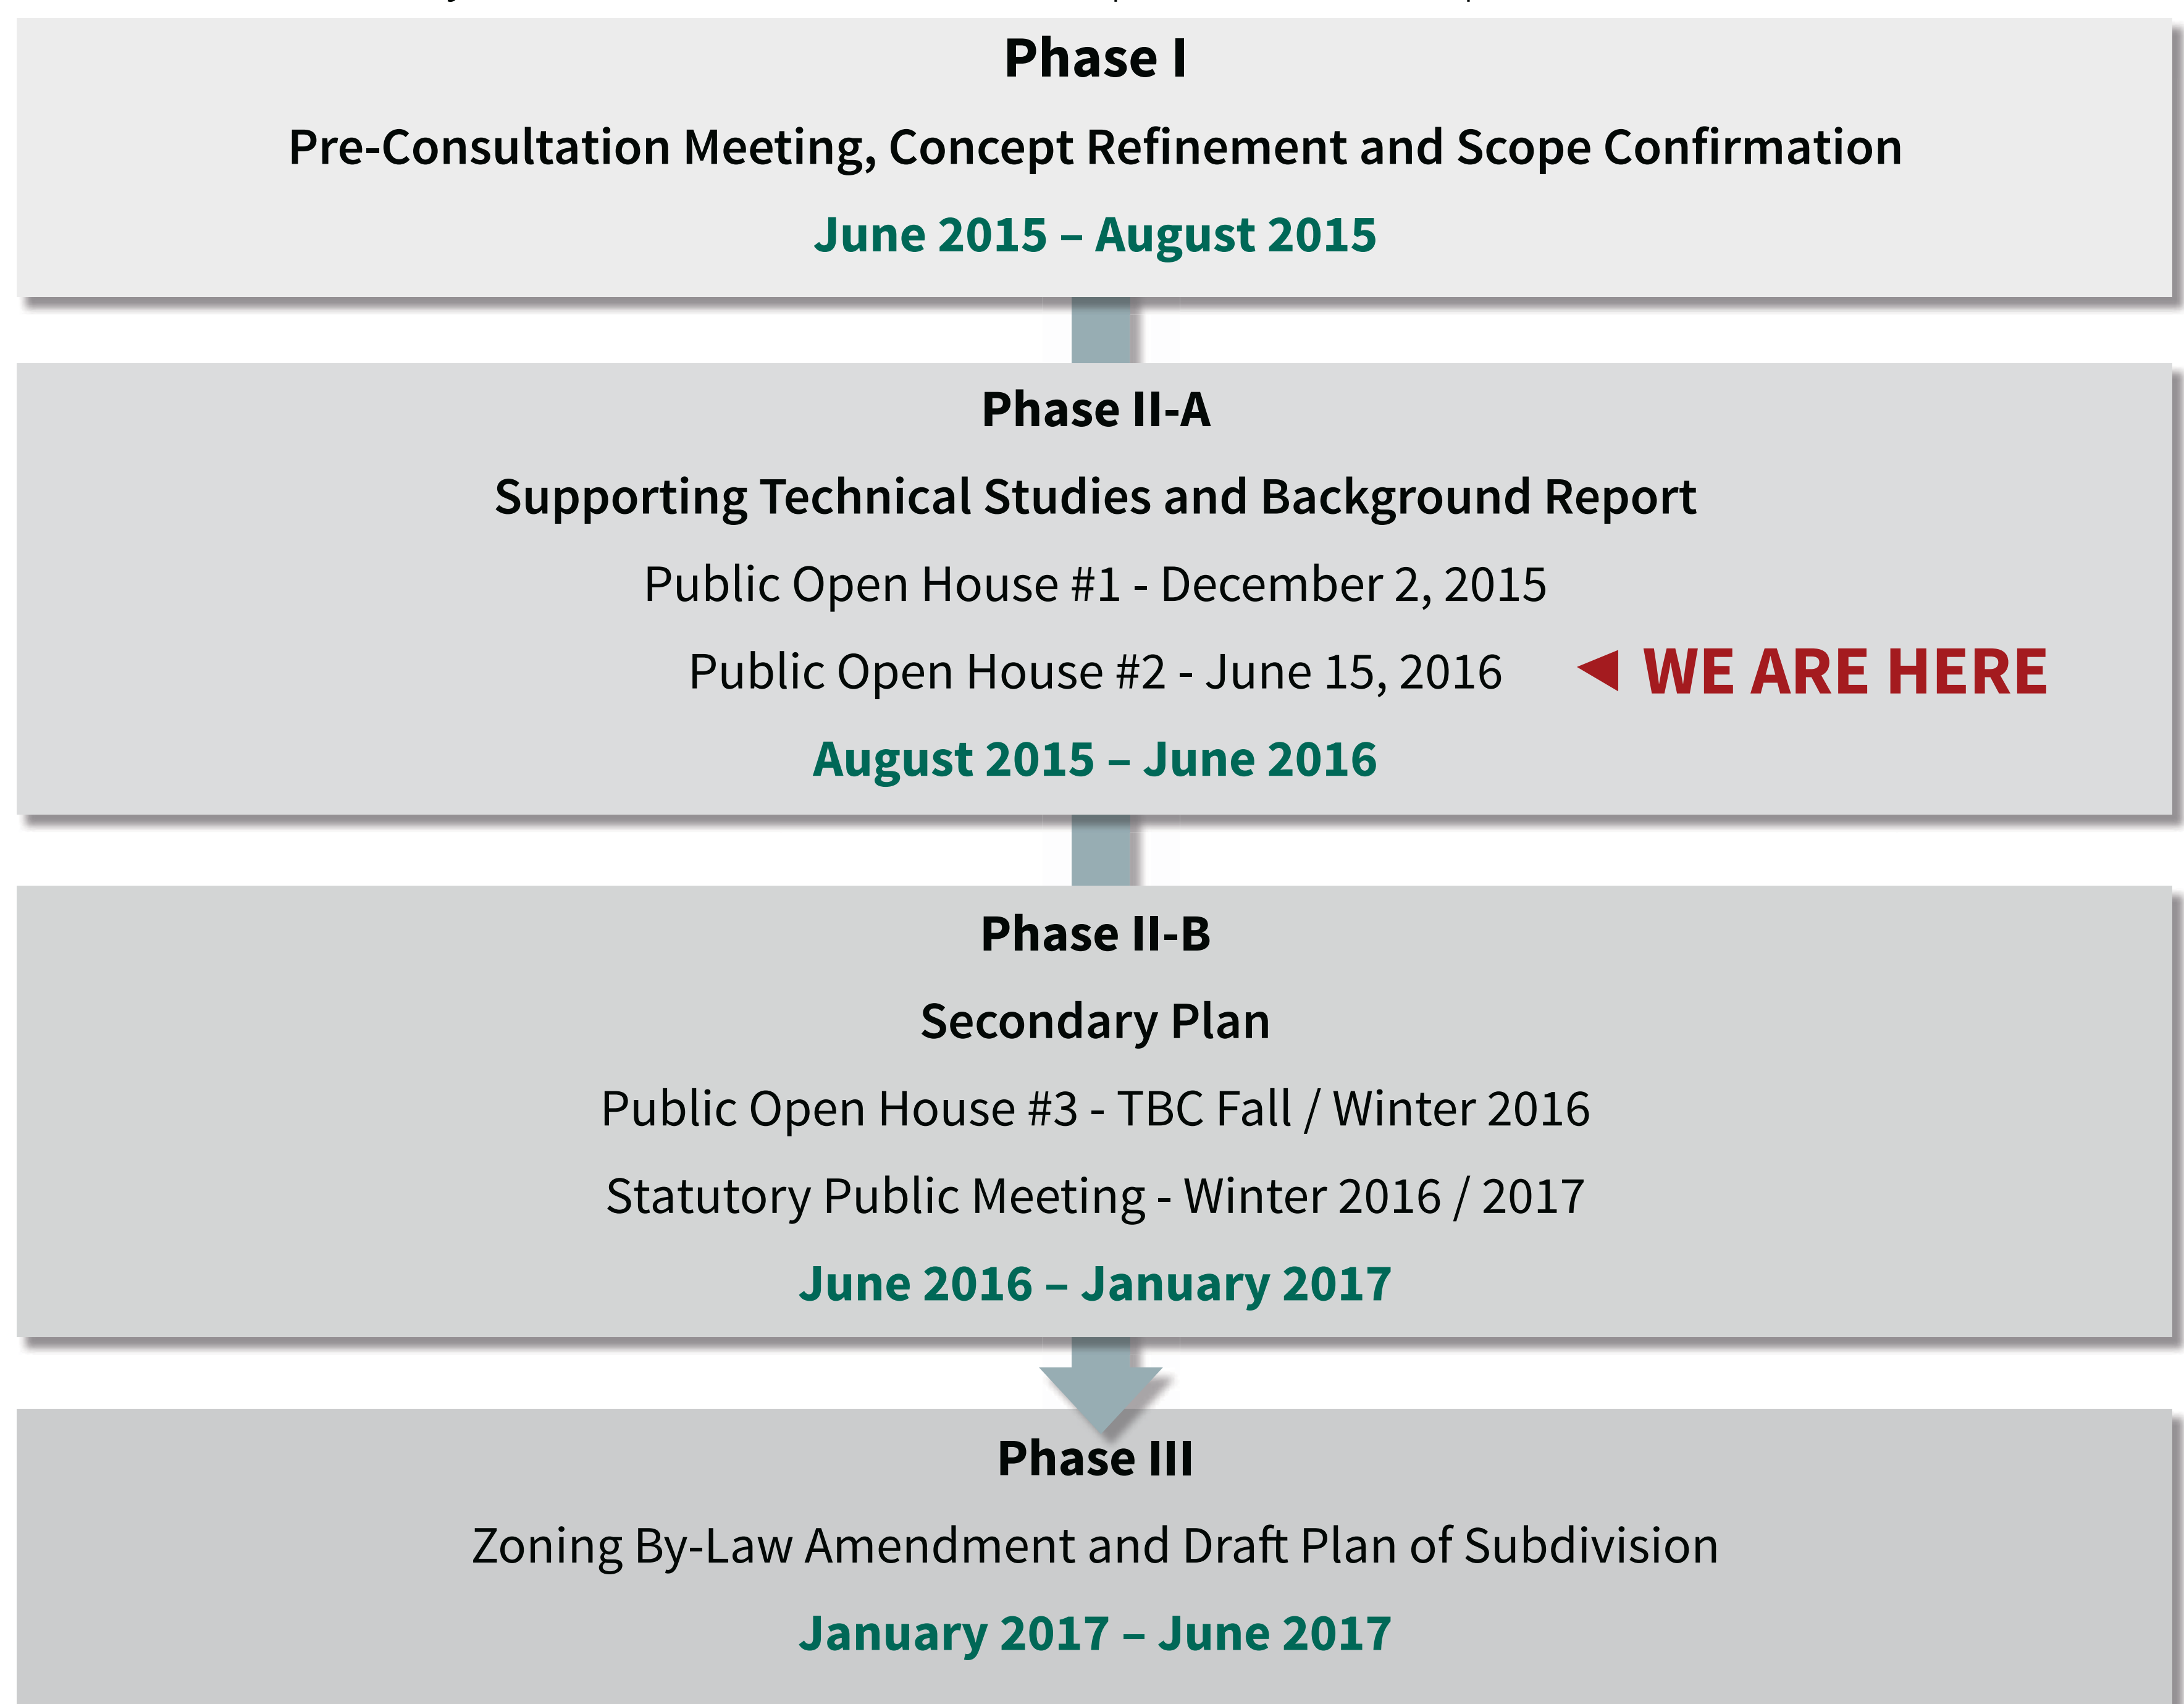 Phase I
Pre-Consultation Meeting, Concept Refinement and Scope Confirmation
June 2015 – August 2015
Phase II-A
Supporting Technical Studies and Background Report
Public Open House #1 - December 2, 2015
Public Open House #2 - June 15, 2016 ◀ WE ARE HERE
August 2015 – June 2016
Phase II-B
Secondary Plan
Public Open House #3 - TBC Fall / Winter 2016
Statutory Public Meeting - Winter 2016 / 2017
June 2016 – January 2017
Phase III
Zoning By-Law Amendment and Draft Plan of Subdivision
January 2017 – June 2017